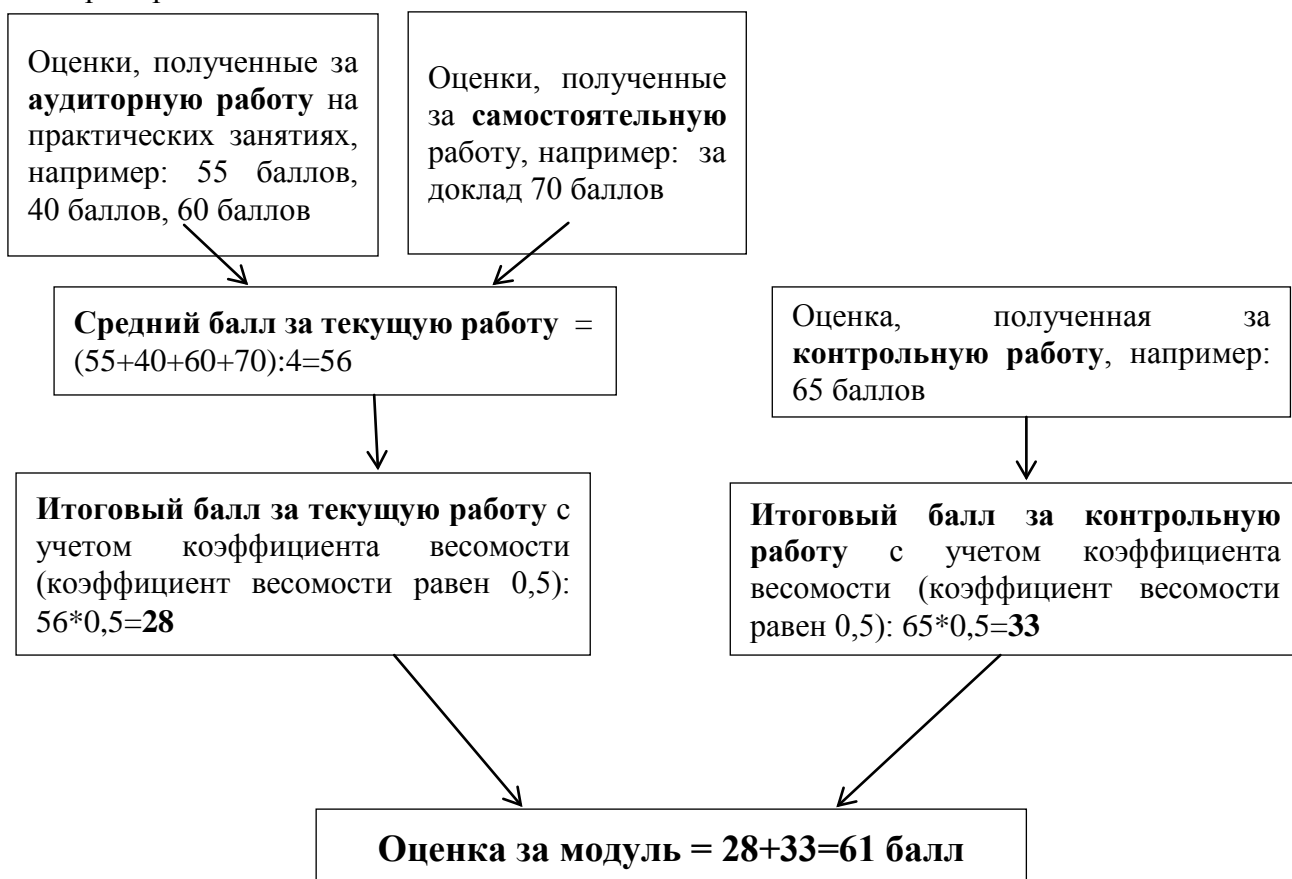 Оценки, полученные за
аудиторную работу на
практических занятиях,
например: 55 баллов,
40 баллов, 60 баллов
Оценки, полученные
за самостоятельную
работу, например: за
доклад 70 баллов
Средний балл за текущую работу =
(55+40+60+70):4=56
Оценка, полученная за
контрольную работу, например:
65 баллов
Итоговый балл за текущую работу с
учетом коэффициента весомости
(коэффициент весомости равен 0,5):
56*0,5=28
Итоговый балл за контрольную
работу с учетом коэффициента
весомости (коэффициент весомости
равен 0,5): 65*0,5=33
Оценка за модуль = 28+33=61 балл